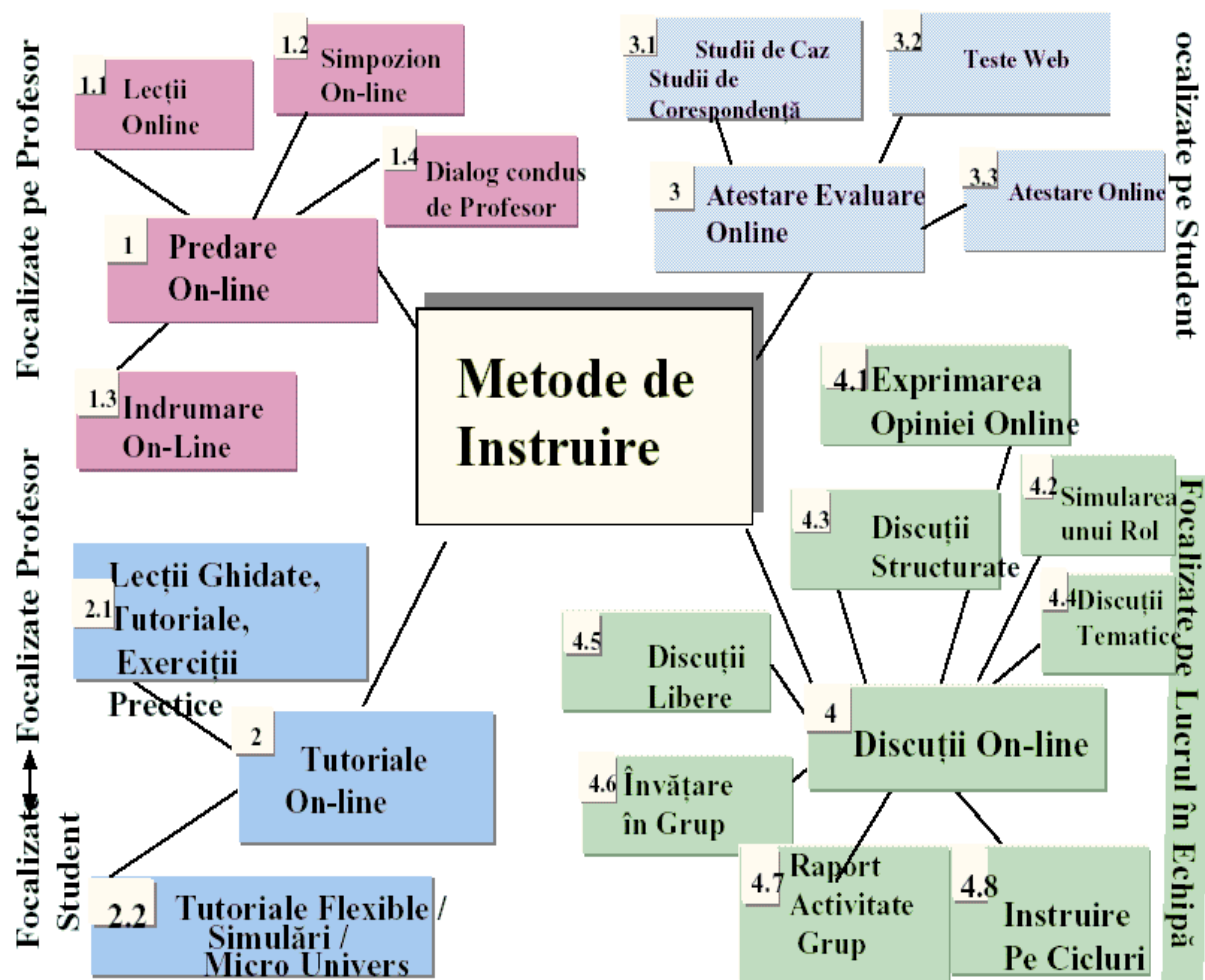 Focalizate pe Profesor
1.1
Lecții
Online
1.2
Simpozion
On-line
1.4
Dialog condus
de Profesor
1
Predare
On-line
1.3
Indrumare
On-Line
3.1
Studii de Caz
Studii de
Corespondență
3.2
Teste Web
3
Atestare Evaluare
Online
3.3
Atestare Online
ocalizate pe Student
Metode de
Instruire
Focalizate Profesor
Focalizate
Student
2.1
Lecții Ghidate,
Tutoriale,
Exerciții
Prectice
2
Tutoriale
On-line
2.2
Tutoriale Flexible /
Simulări /
Micro Univers
4.1
Exprimarea
Opiniei Online
4.2
Simularea
unui Rol
4.3
Discuții
Structurate
4.4
Discuții
Tematice
4.5
Discuții
Libere
4
Discuții On-line
4.6
Învățare
în Grup
4.7
Raport
Activitate
Grup
4.8
Instruire
Pe Cicluri
Focalizate pe Lucrul în Echipă